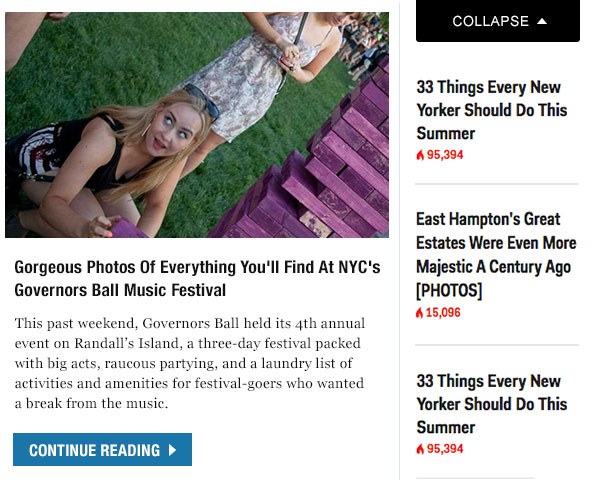 Gorgeous Photos Of Everything You'll Find At NYC's
Governors Ball Music Festival
This past weekend, Governors Ball held its 4th annual
event on Randall's Island, a three-day festival packed
with big acts, raucous partying, and a laundry list of
activities and amenities for festival-goers who wanted
a break from the music.
CONTINUE READING
COLLAPSE
33 Things Every New
Yorker Should Do This
Summer
95,394
East Hampton's Great
Estates Were Even More
Majestic A Century Ago
[PHOTOS]
15,096
33 Things Every New
Yorker Should Do This
Summer
95,394